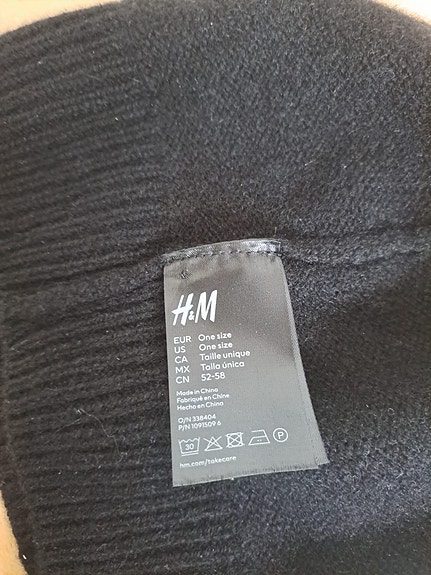 H&M
EUR One size
US One size
CA Taille unique
MX Talla única
CN 52-58
Made in China
Fabriqué en Chine
Hecho en China
O/N 338404
P/N 1091509 6
30 P
hm.com/takecare